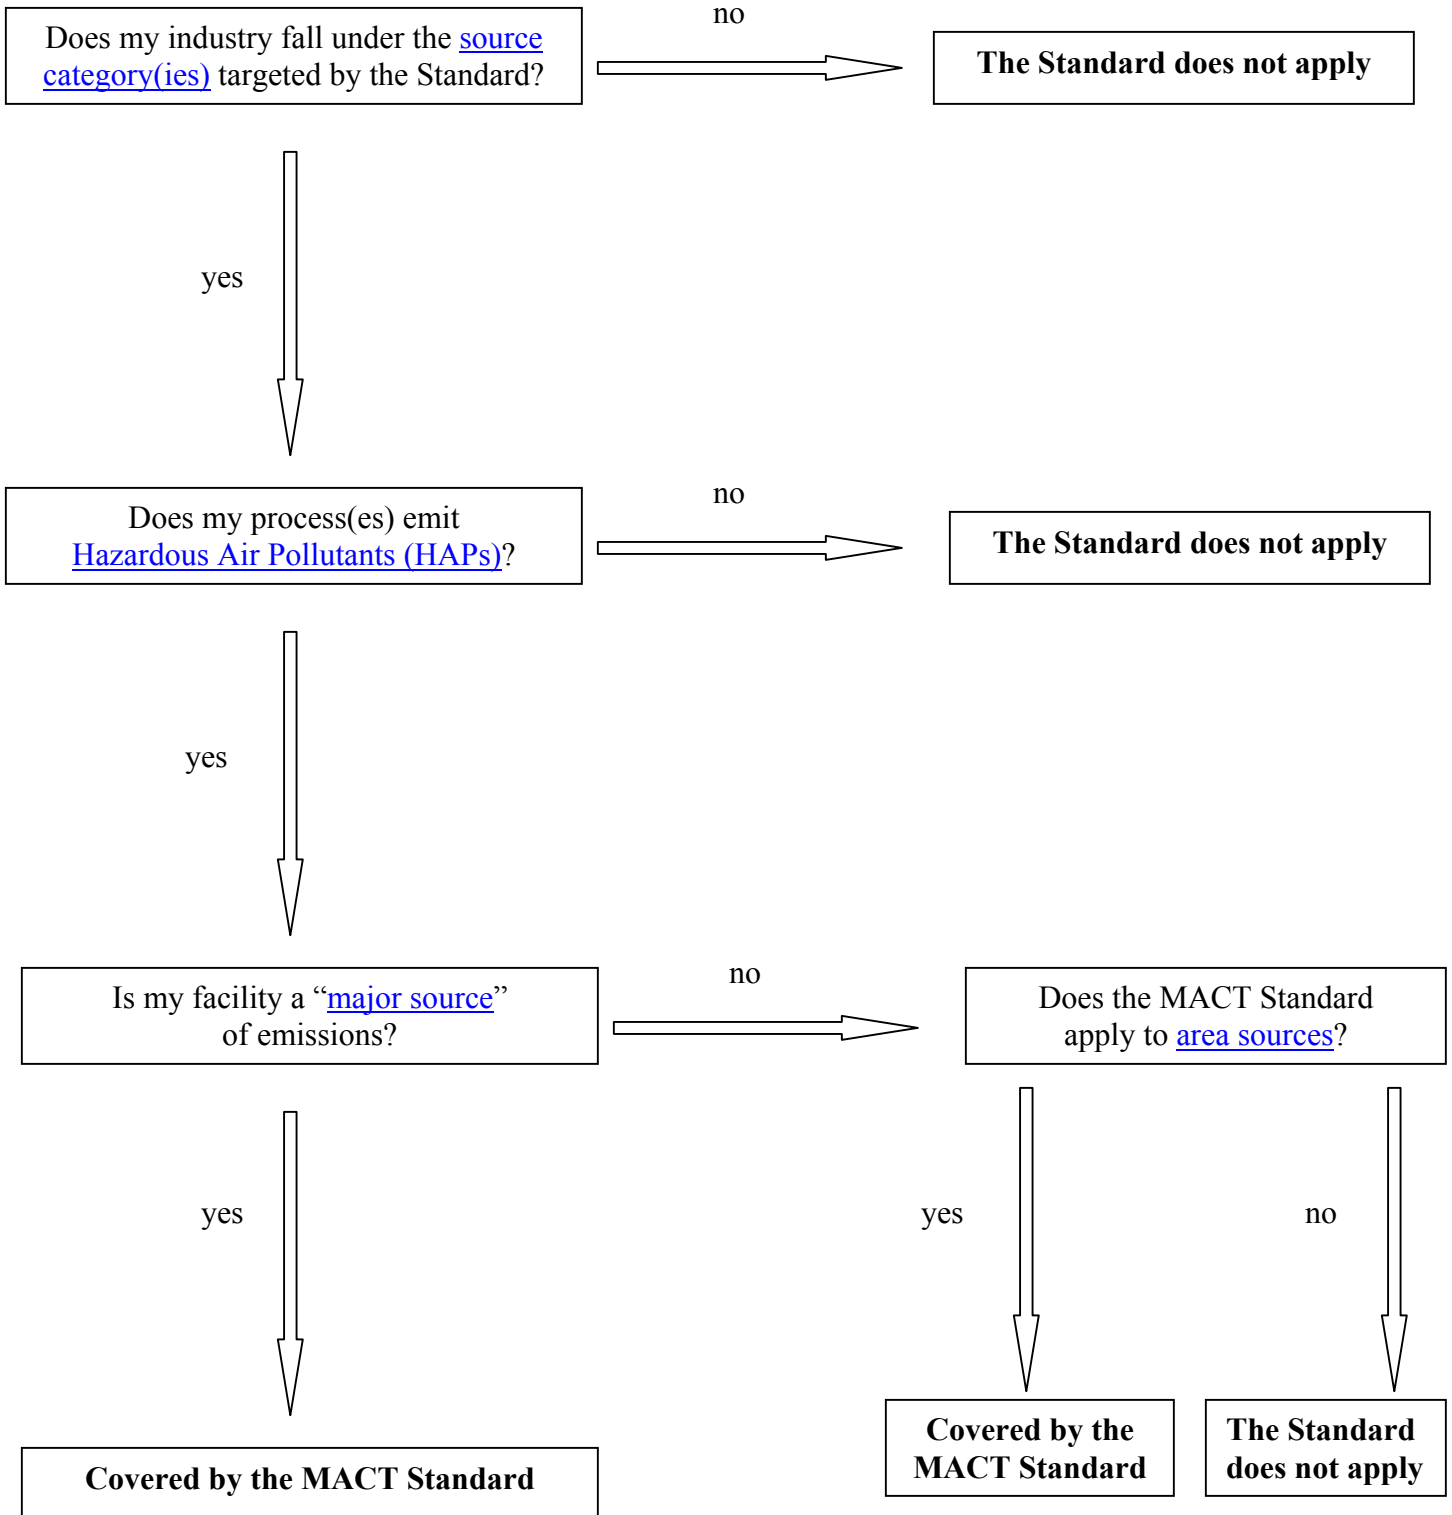 no
Does my industry fall under the source
category(ies) targeted by the Standard?
The Standard does not apply
yes
Does my process(es) emit
Hazardous Air Pollutants (HAPs)?
no
The Standard does not apply
yes
Is my facility a “major source”
of emissions?
no
Does the MACT Standard
apply to area sources?
yes
yes
no
Covered by the MACT Standard
Covered by the
MACT Standard
The Standard
does not apply